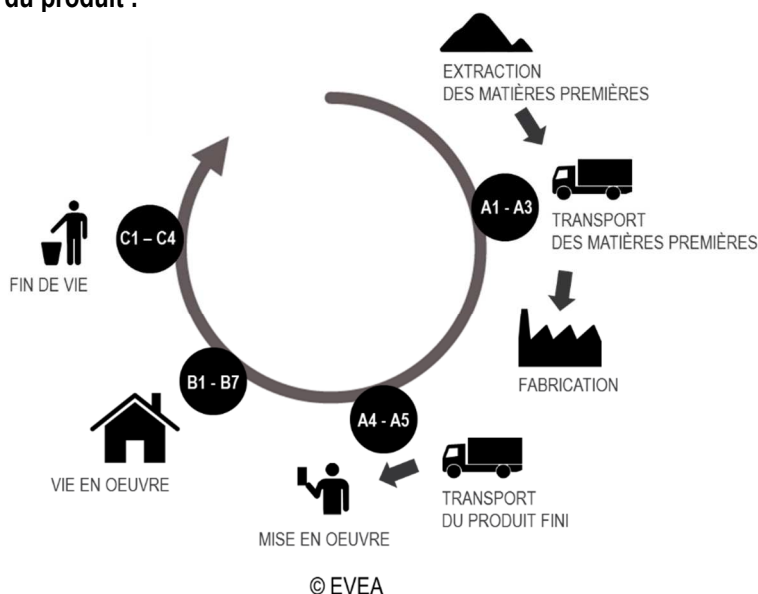 du produit :
EXTRACTION
DES MATIÈRES PREMIÈRES
A1 - A3
TRANSPORT
DES MATIÈRES PREMIÈRES
C1 – C4
FIN DE VIE
FABRICATION
B1 - B7
A4 - A5
VIE EN OEUVRE
TRANSPORT
DU PRODUIT FINI
MISE EN OEUVRE
© EVEA